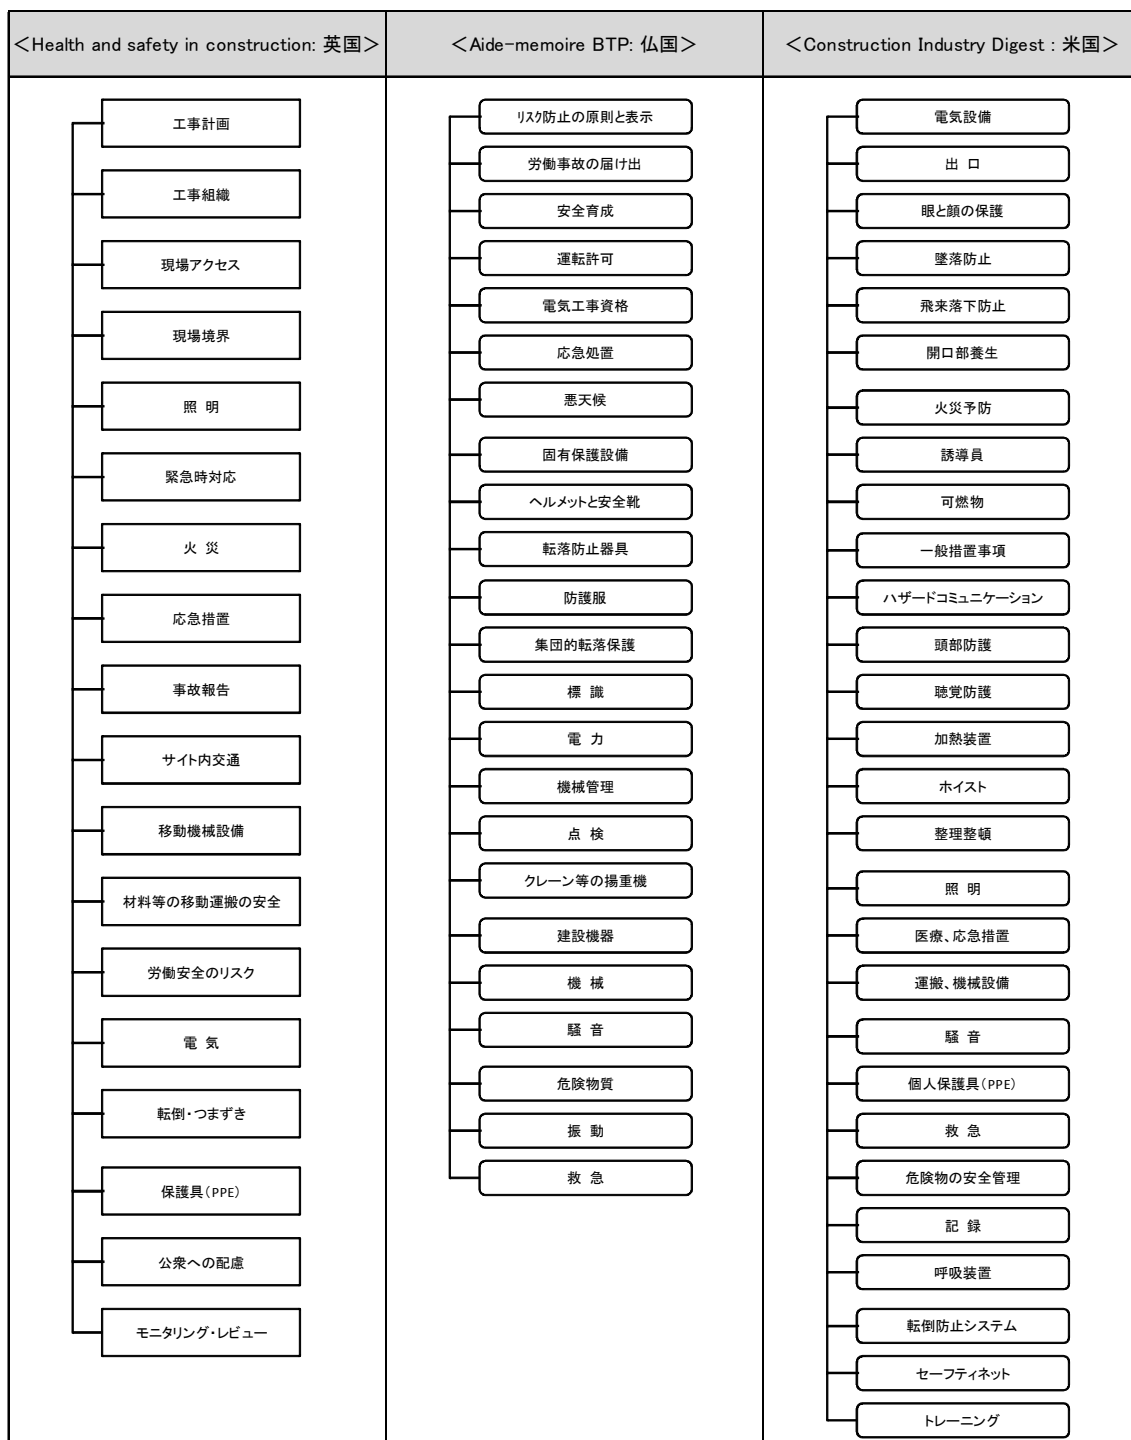 ＜Health and safety in construction: 英国＞
工事計画
工事組織
現場アクセス
現場境界
照 明
緊急時対応
火 災
応急措置
事故報告
サイト内交通
移動機械設備
材料等の移動運搬の安全
労働安全のリスク
電 気
転倒・つまずき
保護具（PPE）
公衆への配慮
モニタリング・レビュー
＜Aide-memoire BTP: 仏国＞
リスク防止の原則と表示
労働事故の届け出
安全育成
運転許可
電気工事資格
応急処置
悪天候
固有保護設備
ヘルメットと安全靴
転落防止器具
防護服
集団的転落保護
標 識
電 力
機械管理
点 検
クレーン等の揚重機
建設機器
機 械
騒 音
危険物質
振 動
救 急
＜Construction Industry Digest : 米国＞
電気設備
出 口
眼と顔の保護
墜落防止
飛来落下防止
開口部養生
火災予防
誘導員
可燃物
一般措置事項
ハザードコミュニケーション
頭部防護
聴覚防護
加熱装置
ホイスト
整理整頓
照 明
医療、応急措置
運搬、機械設備
騒 音
個人保護具（PPE）
救 急
危険物の安全管理
記 録
呼吸装置
転倒防止システム
セーフティネット
トレーニング